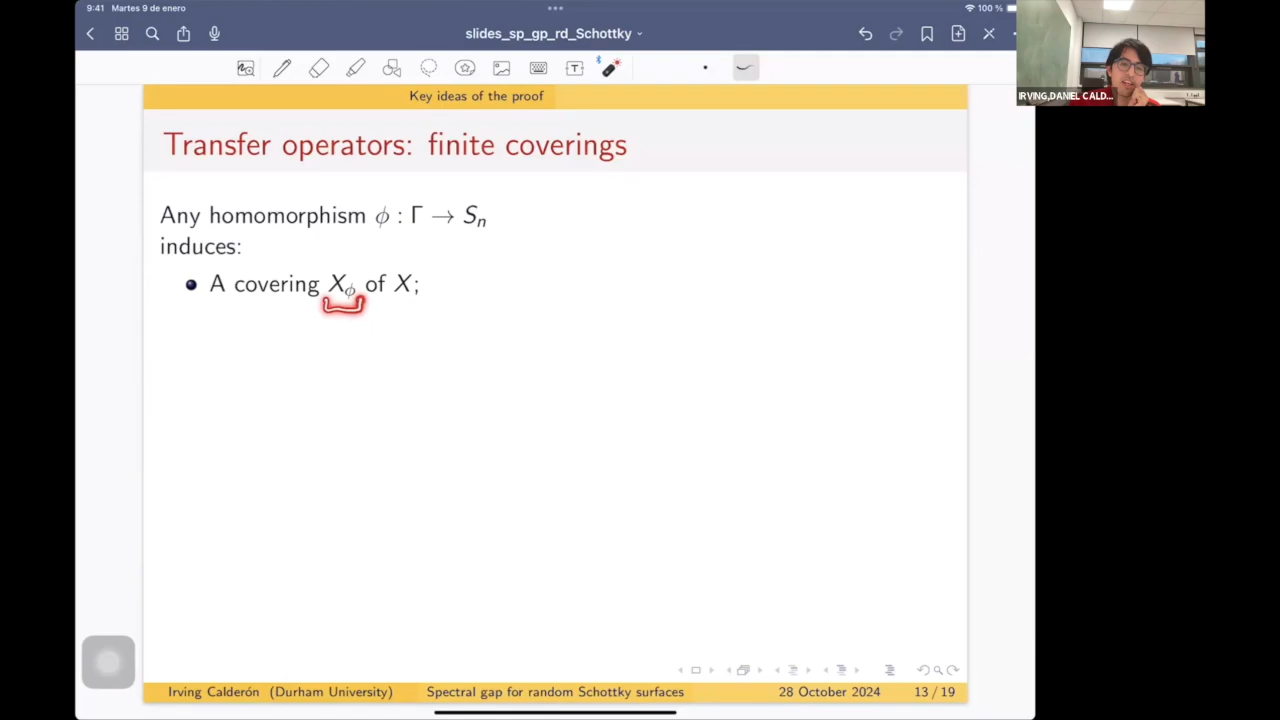 9:41 Martes 9 de enero
100 %
slides_sp_gp_rd_Schottky
IRVING,DANIEL CALD...
Key ideas of the proof
Transfer operators: finite coverings
Any homomorphism ϕ : Γ → Sₙ
induces:
A covering X_ϕ of X;
Irving Calderón (Durham University) Spectral gap for random Schottky surfaces 28 October 2024 13 / 19